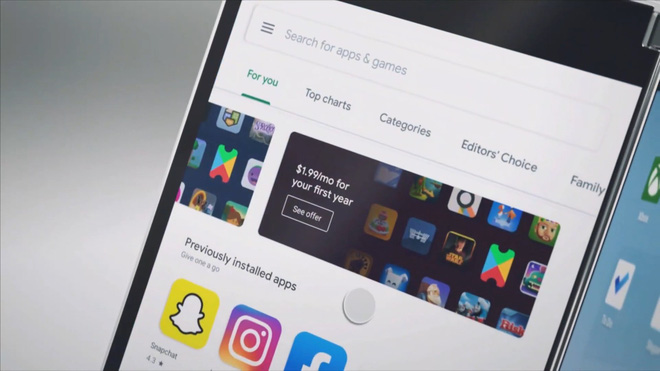 Search for apps & games
For you
Top charts
Categories
Editors' Choice
Family
$1.99/mo for
your first year
See offer
Previously installed apps
Give one a go
Snapchat
4.3 ★